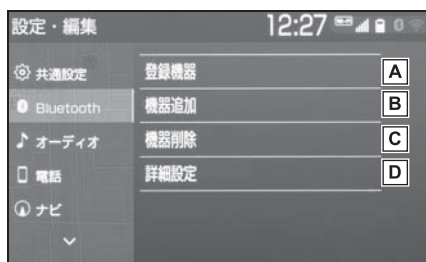 設定・編集
12:27
共通設定
Bluetooth
オーディオ
電話
ナビ
登録機器 A
機器追加 B
機器削除 C
詳細設定 D